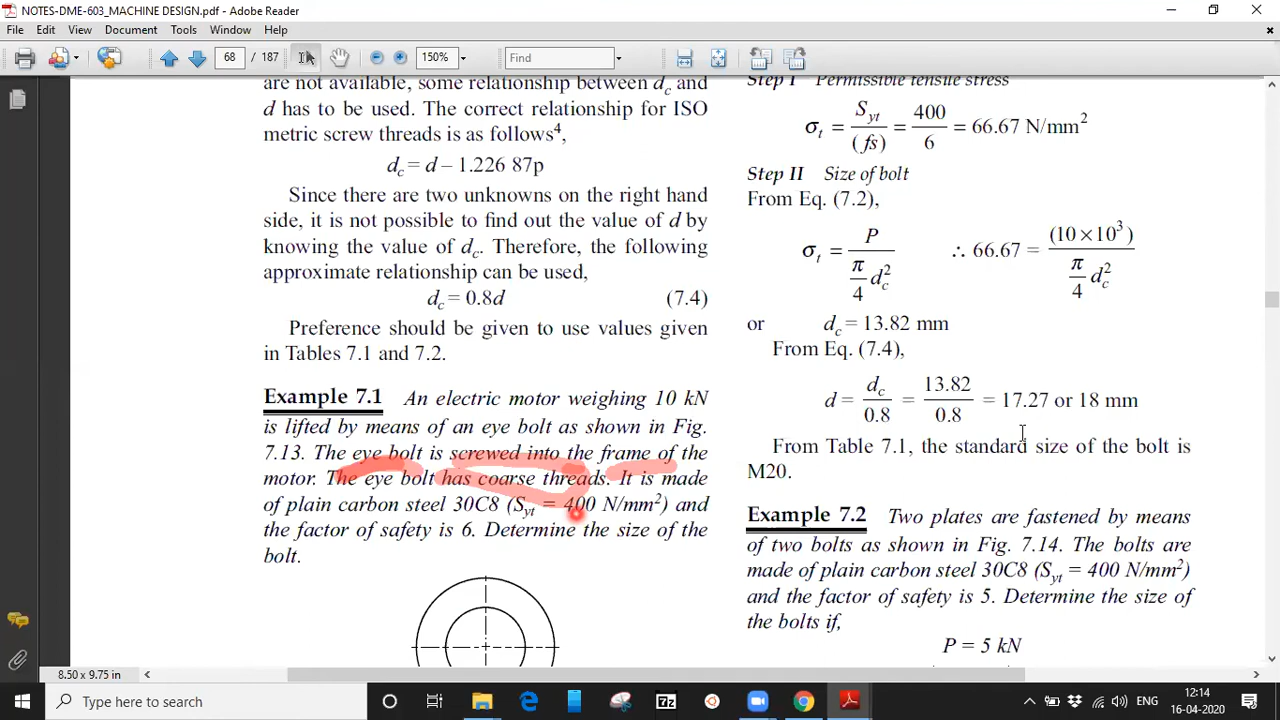 NOTES-DME-603_MACHINE DESIGN.pdf - Adobe Reader
File Edit View Document Tools Window Help
68 / 187 150% Find
are not available, some relationship between dc and
d has to be used. The correct relationship for ISO
metric screw threads is as follows⁴,
dc = d – 1.226 87p
Since there are two unknowns on the right hand
side, it is not possible to find out the value of d by
knowing the value of dc. Therefore, the following
approximate relationship can be used,
dc = 0.8d (7.4)
Preference should be given to use values given
in Tables 7.1 and 7.2.
Example 7.1 An electric motor weighing 10 kN
is lifted by means of an eye bolt as shown in Fig.
7.13. The eye bolt is screwed into the frame of the
motor. The eye bolt has coarse threads. It is made
of plain carbon steel 30C8 (Syt = 400 N/mm²) and
the factor of safety is 6. Determine the size of the
bolt.
Step I Permissible tensile stress
σt = Syt / (fs) = 400 / 6 = 66.67 N/mm²
Step II Size of bolt
From Eq. (7.2),
σt = P / (π/4 dc²) ∴ 66.67 = (10 × 10³) / (π/4 dc²)
or dc = 13.82 mm
From Eq. (7.4),
d = dc / 0.8 = 13.82 / 0.8 = 17.27 or 18 mm
From Table 7.1, the standard size of the bolt is
M20.
Example 7.2 Two plates are fastened by means
of two bolts as shown in Fig. 7.14. The bolts are
made of plain carbon steel 30C8 (Syt = 400 N/mm²)
and the factor of safety is 5. Determine the size of
the bolts if,
P = 5 kN
8.50 x 9.75 in
Type here to search
7z
ENG
12:14
16-04-2020